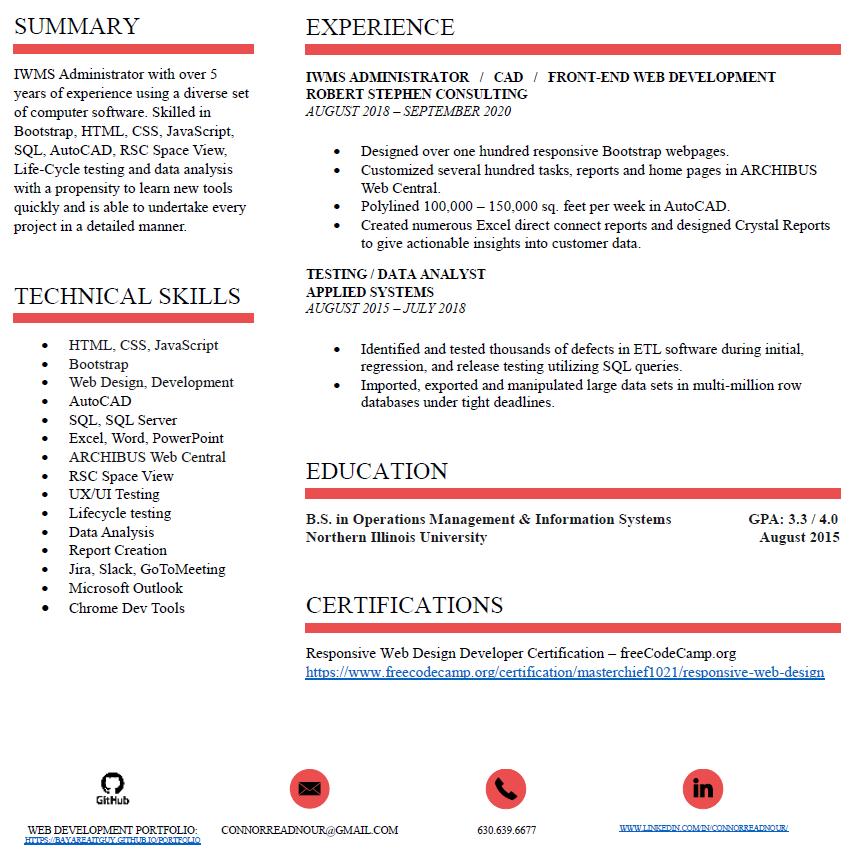 SUMMARY
IWMS Administrator with over 5
years of experience using a diverse set
of computer software. Skilled in
Bootstrap, HTML, CSS, JavaScript,
SQL, AutoCAD, RSC Space View,
Life-Cycle testing and data analysis
with a propensity to learn new tools
quickly and is able to undertake every
project in a detailed manner.
TECHNICAL SKILLS
• HTML, CSS, JavaScript
• Bootstrap
• Web Design, Development
• AutoCAD
• SQL, SQL Server
• Excel, Word, PowerPoint
• ARCHIBUS Web Central
• RSC Space View
• UX/UI Testing
• Lifecycle testing
• Data Analysis
• Report Creation
• Jira, Slack, GoToMeeting
• Microsoft Outlook
• Chrome Dev Tools
EXPERIENCE
IWMS ADMINISTRATOR / CAD / FRONT-END WEB DEVELOPMENT
ROBERT STEPHEN CONSULTING
AUGUST 2018 – SEPTEMBER 2020
• Designed over one hundred responsive Bootstrap webpages.
• Customized several hundred tasks, reports and home pages in ARCHIBUS
Web Central.
• Polylined 100,000 – 150,000 sq. feet per week in AutoCAD.
• Created numerous Excel direct connect reports and designed Crystal Reports
to give actionable insights into customer data.
TESTING / DATA ANALYST
APPLIED SYSTEMS
AUGUST 2015 – JULY 2018
• Identified and tested thousands of defects in ETL software during initial,
regression, and release testing utilizing SQL queries.
• Imported, exported and manipulated large data sets in multi-million row
databases under tight deadlines.
EDUCATION
B.S. in Operations Management & Information Systems GPA: 3.3 / 4.0
Northern Illinois University August 2015
CERTIFICATIONS
Responsive Web Design Developer Certification – freeCodeCamp.org
https://www.freecodecamp.org/certification/masterchief1021/responsive-web-design
GitHub
WEB DEVELOPMENT PORTFOLIO:
HTTPS://BAYAREAITGUY.GITHUB.IO/PORTFOLIO
CONNORREADNOUR@GMAIL.COM
630.639.6677
in
WWW.LINKEDIN.COM/IN/CONNORREADNOUR/